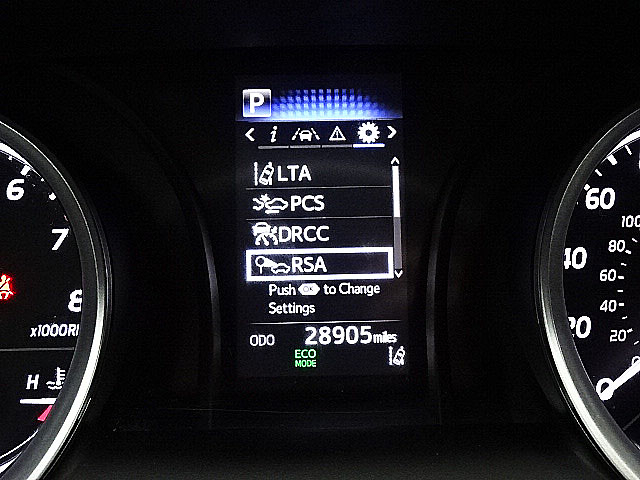 P
i
LTA
PCS
DRCC
RSA
Push OK to Change
Settings
ODO 28905 miles
ECO
MODE
6
7
8
x1000R
H
60
40
20
100
80
60
40
20
0